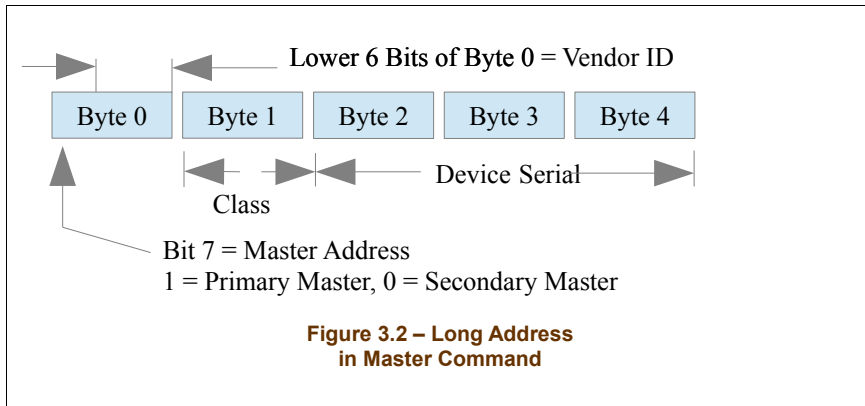 Lower 6 Bits of Byte 0 = Vendor ID
Byte 0 Byte 1 Byte 2 Byte 3 Byte 4
Device Serial
Class
Bit 7 = Master Address
1 = Primary Master, 0 = Secondary Master
Figure 3.2 – Long Address
in Master Command